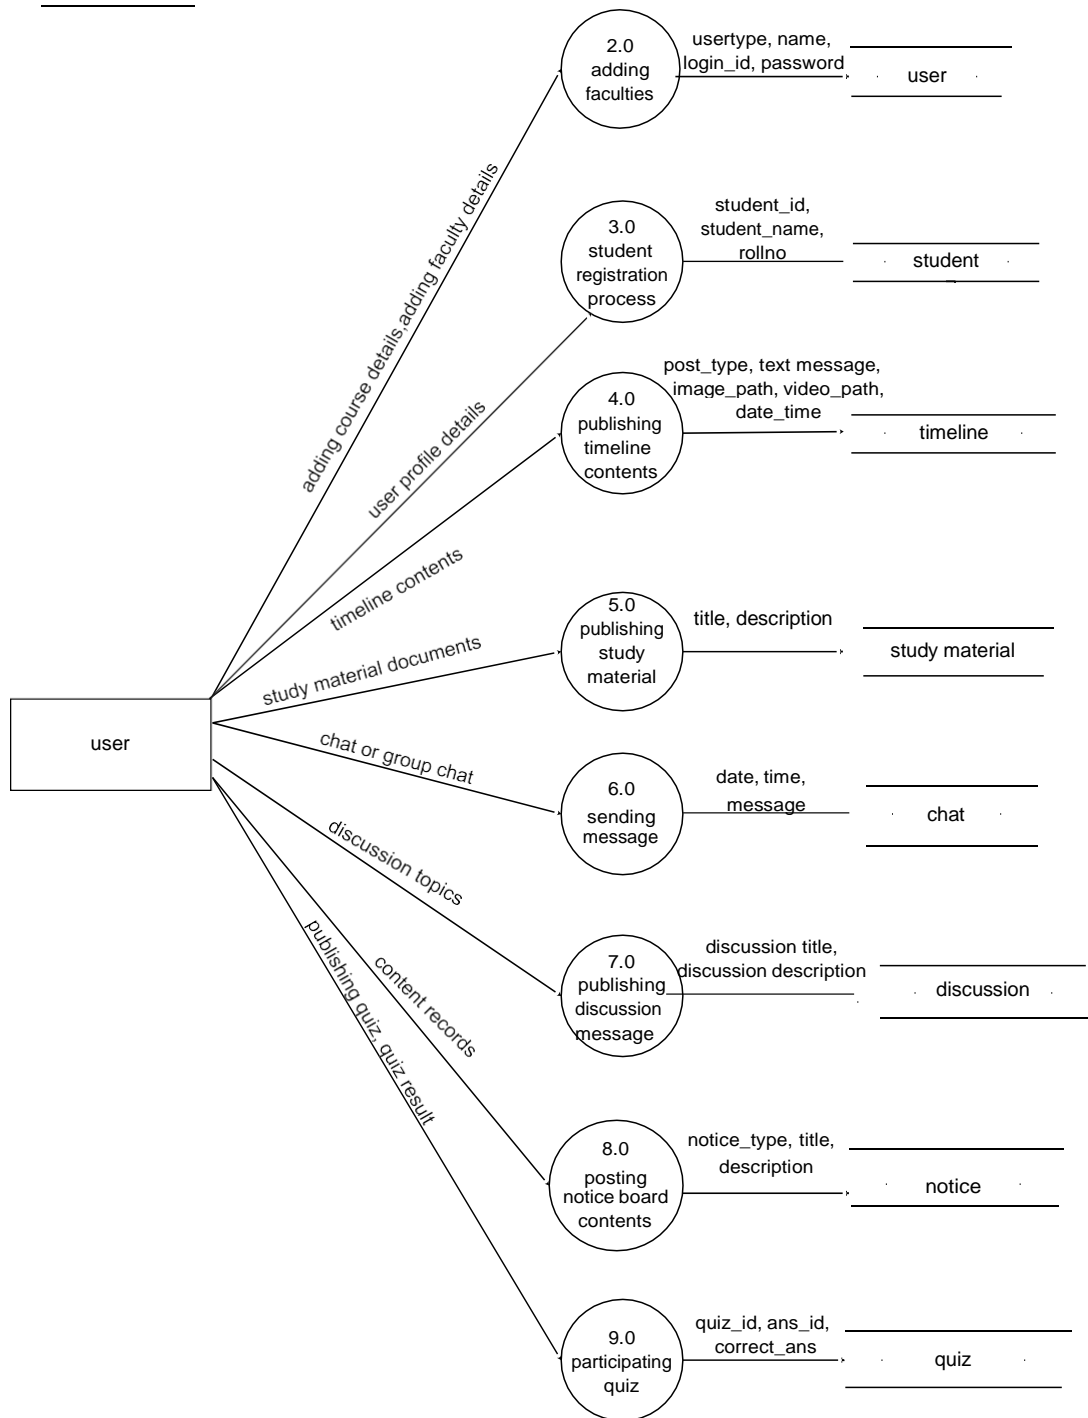 2.0
adding
faculties
usertype, name,
login_id, password
user
adding course details,adding faculty details
3.0
student
registration
process
student_id,
student_name,
rollno
student
user profile details
4.0
publishing
timeline
contents
post_type, text message,
image_path, video_path,
date_time
timeline
timeline contents
5.0
publishing
study
material
title, description
study material
study material documents
user
chat or group chat
6.0
sending
message
date, time,
message
chat
discussion topics
7.0
publishing
discussion
message
discussion title,
discussion description
discussion
content records
8.0
posting
notice board
contents
notice_type, title,
description
notice
publishing quiz, quiz result
9.0
participating
quiz
quiz_id, ans_id,
correct_ans
quiz